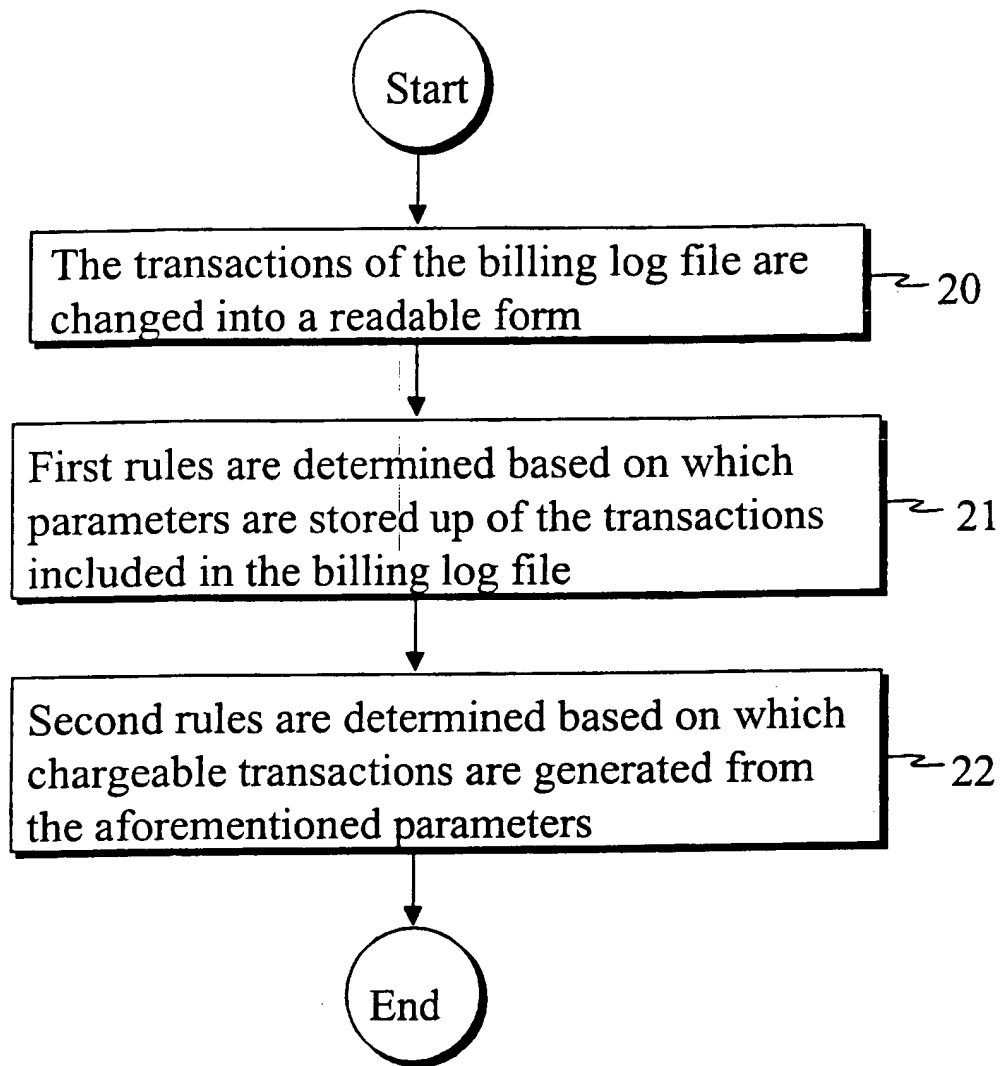 Start
The transactions of the billing log file are
changed into a readable form
20
First rules are determined based on which
parameters are stored up of the transactions
included in the billing log file
21
Second rules are determined based on which
chargeable transactions are generated from
the aforementioned parameters
22
End